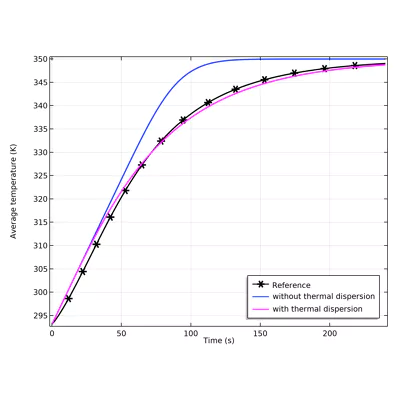 350
345
340
335
330
325
320
315
310
305
300
295
Average temperature (K)
0 50 100 150 200
Time (s)
Reference
without thermal dispersion
with thermal dispersion